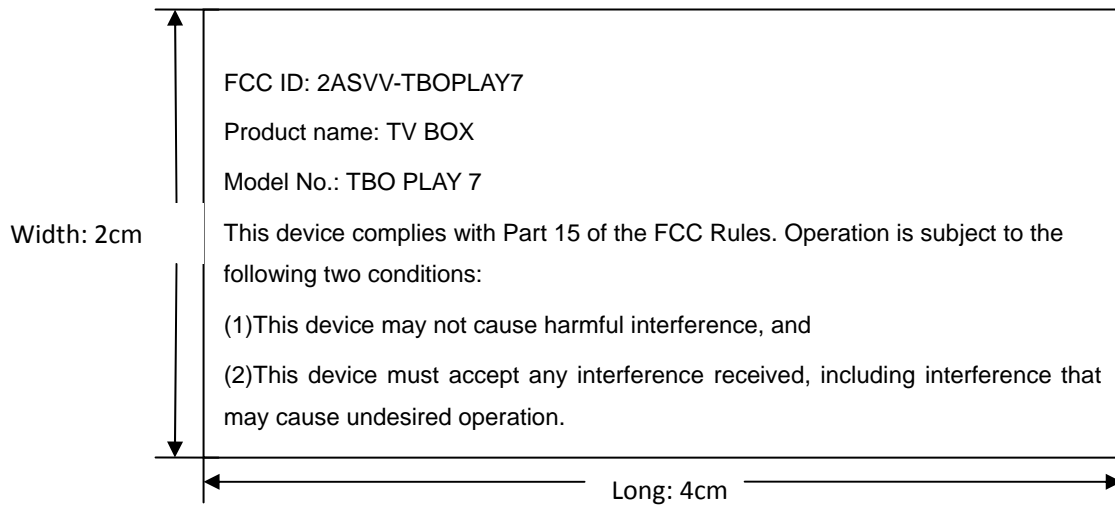 FCC ID: 2ASVV-TBOPLAY7
Product name: TV BOX
Model No.: TBO PLAY 7
Width: 2cm
This device complies with Part 15 of the FCC Rules. Operation is subject to the
following two conditions:
(1)This device may not cause harmful interference, and
(2)This device must accept any interference received, including interference that
may cause undesired operation.
Long: 4cm